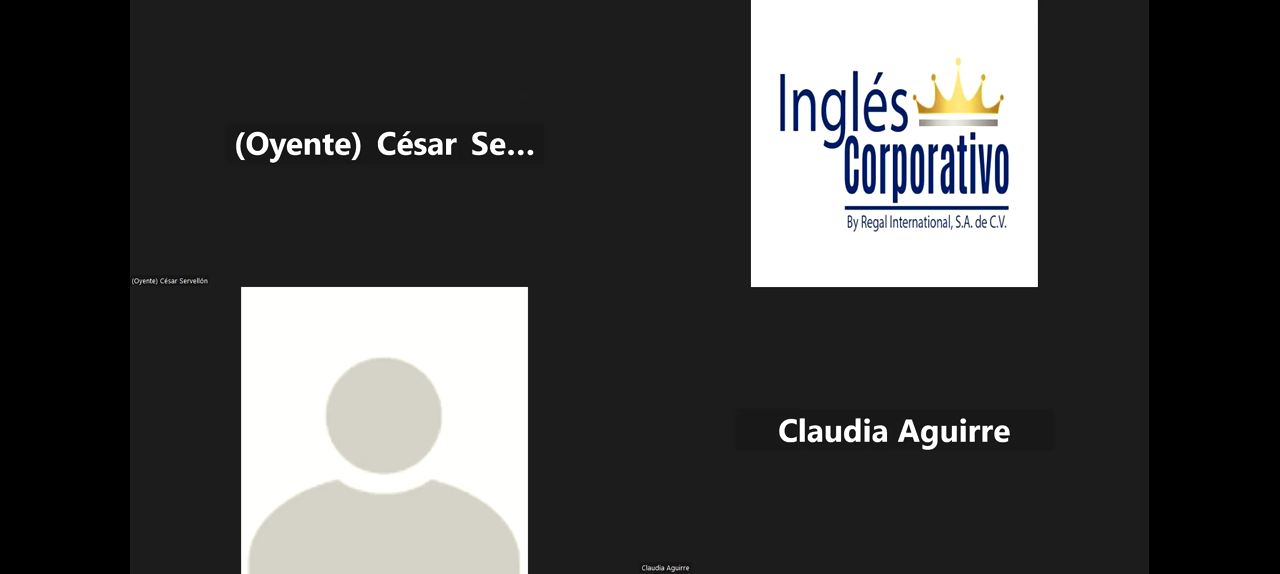 (Oyente) César Se...
Inglés
Corporativo
By Regal International, S.A. de C.V.
(Oyente) César Servellón
Claudia Aguirre
Claudia Aguirre